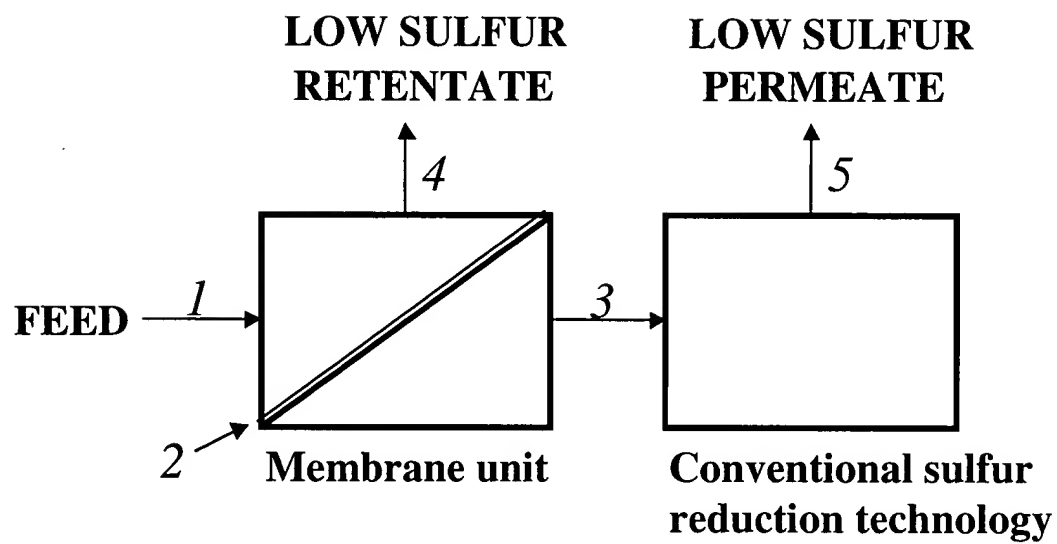 LOW SULFUR
RETENTATE
LOW SULFUR
PERMEATE
4
5
FEED
1
3
2
Membrane unit
Conventional sulfur
reduction technology